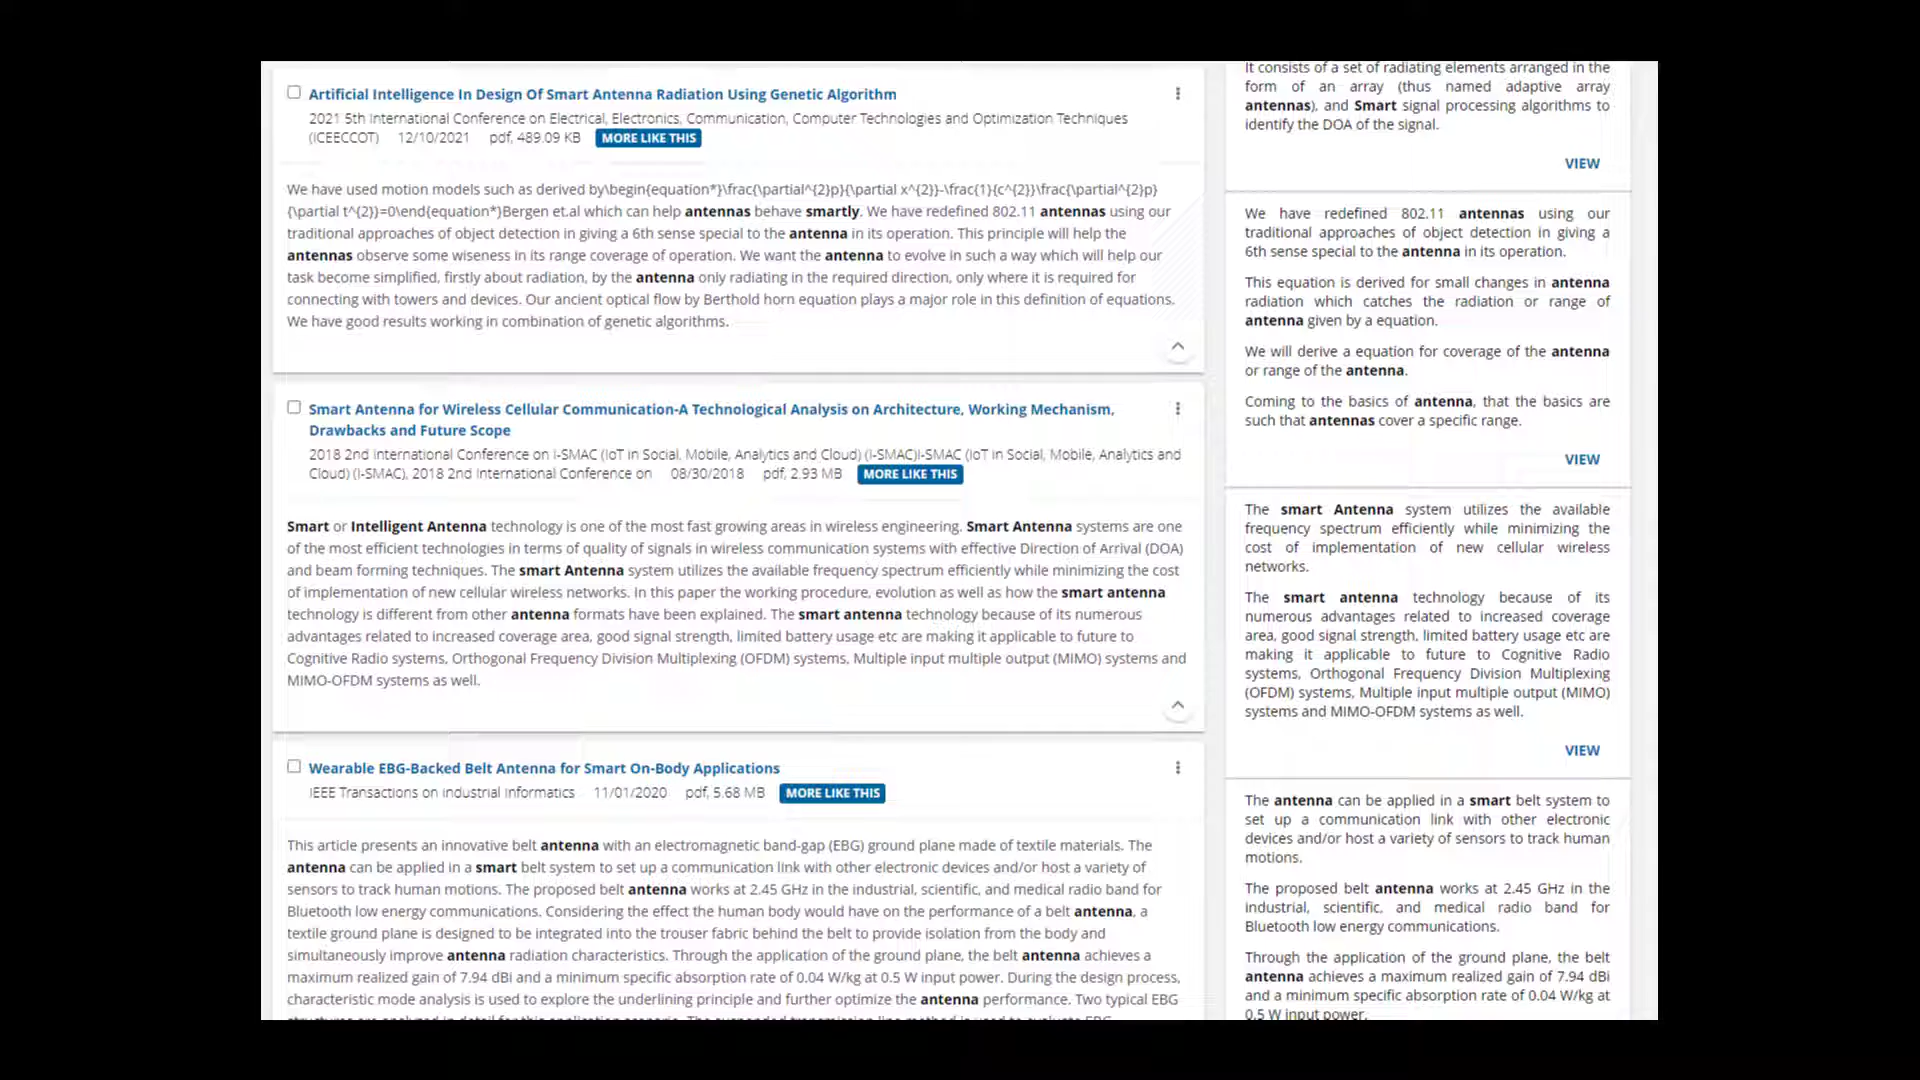 Artificial Intelligence In Design Of Smart Antenna Radiation Using Genetic Algorithm
2021 5th International Conference on Electrical, Electronics, Communication, Computer Technologies and Optimization Techniques
(ICEECCOT) 12/10/2021 pdf, 489.09 KB MORE LIKE THIS
We have used motion models such as derived by\begin{equation*}\frac{\partial^{2}p}{\partial x^{2}}-\frac{1}{c^{2}}\frac{\partial^{2}p}
{\partial t^{2}}=0\end{equation*}Bergen et.al which can help antennas behave smartly. We have redefined 802.11 antennas using our
traditional approaches of object detection in giving a 6th sense special to the antenna in its operation. This principle will help the
antennas observe some wiseness in its range coverage of operation. We want the antenna to evolve in such a way which will help our
task become simplified, firstly about radiation, by the antenna only radiating in the required direction, only where it is required for
connecting with towers and devices. Our ancient optical flow by Berthold horn equation plays a major role in this definition of equations.
We have good results working in combination of genetic algorithms.
Smart Antenna for Wireless Cellular Communication-A Technological Analysis on Architecture, Working Mechanism,
Drawbacks and Future Scope
2018 2nd International Conference on I-SMAC (IoT in Social, Mobile, Analytics and Cloud) (I-SMAC)I-SMAC (IoT in Social, Mobile, Analytics and
Cloud) (I-SMAC), 2018 2nd International Conference on 08/30/2018 pdf, 2.93 MB MORE LIKE THIS
Smart or Intelligent Antenna technology is one of the most fast growing areas in wireless engineering. Smart Antenna systems are one
of the most efficient technologies in terms of quality of signals in wireless communication systems with effective Direction of Arrival (DOA)
and beam forming techniques. The smart Antenna system utilizes the available frequency spectrum efficiently while minimizing the cost
of implementation of new cellular wireless networks. In this paper the working procedure, evolution as well as how the smart antenna
technology is different from other antenna formats have been explained. The smart antenna technology because of its numerous
advantages related to increased coverage area, good signal strength, limited battery usage etc are making it applicable to future to
Cognitive Radio systems, Orthogonal Frequency Division Multiplexing (OFDM) systems, Multiple input multiple output (MIMO) systems and
MIMO-OFDM systems as well.
Wearable EBG-Backed Belt Antenna for Smart On-Body Applications
IEEE Transactions on Industrial Informatics 11/01/2020 pdf, 5.68 MB MORE LIKE THIS
This article presents an innovative belt antenna with an electromagnetic band-gap (EBG) ground plane made of textile materials. The
antenna can be applied in a smart belt system to set up a communication link with other electronic devices and/or host a variety of
sensors to track human motions. The proposed belt antenna works at 2.45 GHz in the industrial, scientific, and medical radio band for
Bluetooth low energy communications. Considering the effect the human body would have on the performance of a belt antenna, a
textile ground plane is designed to be integrated into the trouser fabric behind the belt to provide isolation from the body and
simultaneously improve antenna radiation characteristics. Through the application of the ground plane, the belt antenna achieves a
maximum realized gain of 7.94 dBi and a minimum specific absorption rate of 0.04 W/kg at 0.5 W input power. During the design process,
characteristic mode analysis is used to explore the underlining principle and further optimize the antenna performance. Two typical EBG
It consists of a set of radiating elements arranged in the
form of an array (thus named adaptive array
antennas), and Smart signal processing algorithms to
identify the DOA of the signal.
VIEW
We have redefined 802.11 antennas using our
traditional approaches of object detection in giving a
6th sense special to the antenna in its operation.
This equation is derived for small changes in antenna
radiation which catches the radiation or range of
antenna given by a equation.
We will derive a equation for coverage of the antenna
or range of the antenna.
Coming to the basics of antenna, that the basics are
such that antennas cover a specific range.
VIEW
The smart Antenna system utilizes the available
frequency spectrum efficiently while minimizing the
cost of implementation of new cellular wireless
networks.
The smart antenna technology because of its
numerous advantages related to increased coverage
area, good signal strength, limited battery usage etc are
making it applicable to future to Cognitive Radio
systems, Orthogonal Frequency Division Multiplexing
(OFDM) systems, Multiple input multiple output (MIMO)
systems and MIMO-OFDM systems as well.
VIEW
The antenna can be applied in a smart belt system to
set up a communication link with other electronic
devices and/or host a variety of sensors to track human
motions.
The proposed belt antenna works at 2.45 GHz in the
industrial, scientific, and medical radio band for
Bluetooth low energy communications.
Through the application of the ground plane, the belt
antenna achieves a maximum realized gain of 7.94 dBi
and a minimum specific absorption rate of 0.04 W/kg at
0.5 W input power.